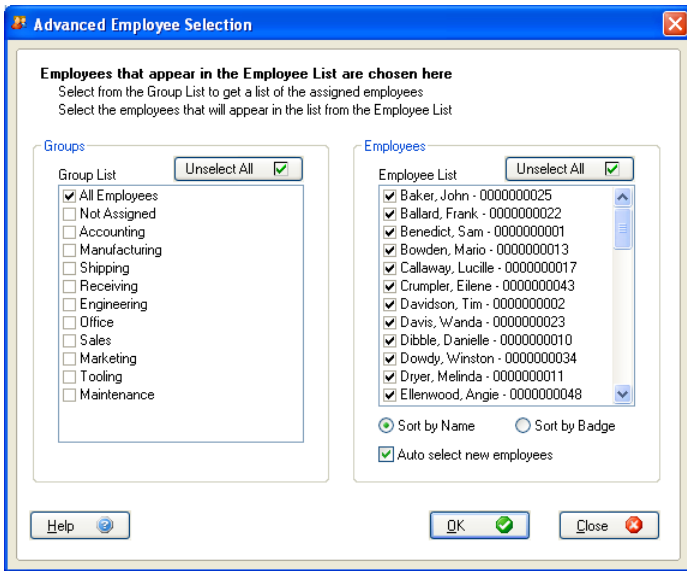 Advanced Employee Selection
Employees that appear in the Employee List are chosen here
Select from the Group List to get a list of the assigned employees
Select the employees that will appear in the list from the Employee List
Groups
Group List
Unselect All
All Employees
Not Assigned
Accounting
Manufacturing
Shipping
Receiving
Engineering
Office
Sales
Marketing
Tooling
Maintenance
Employees
Employee List
Unselect All
Baker, John - 0000000025
Ballard, Frank - 0000000022
Benedict, Sam - 0000000001
Bowden, Mario - 0000000013
Callaway, Lucille - 0000000017
Crumpler, Eilene - 0000000043
Davidson, Tim - 0000000002
Davis, Wanda - 0000000023
Dibble, Danielle - 0000000010
Dowdy, Winston - 0000000034
Dryer, Melinda - 0000000011
Ellenwood, Angie - 0000000048
Sort by Name
Sort by Badge
Auto select new employees
Help
OK
Close